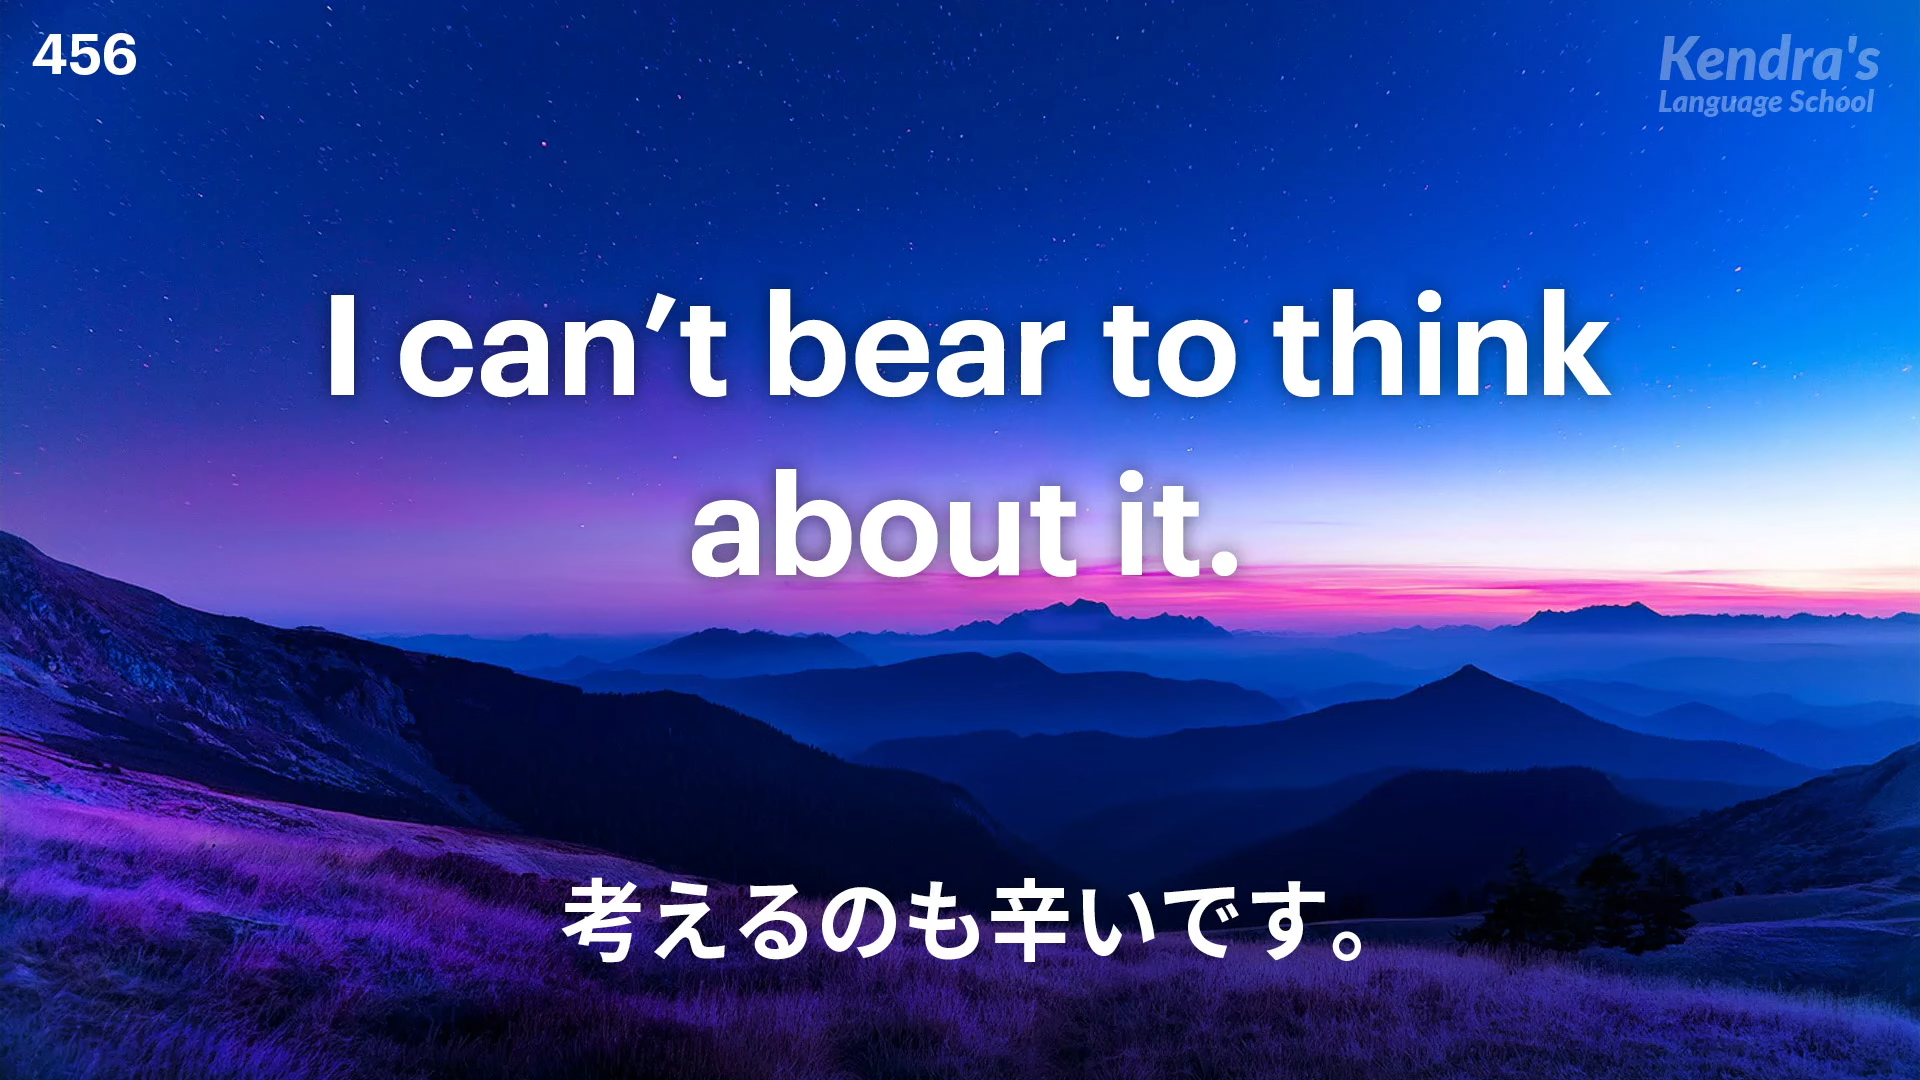 456
Kendra's
Language School
I can’t bear to think
about it.
考えるのも辛いです。